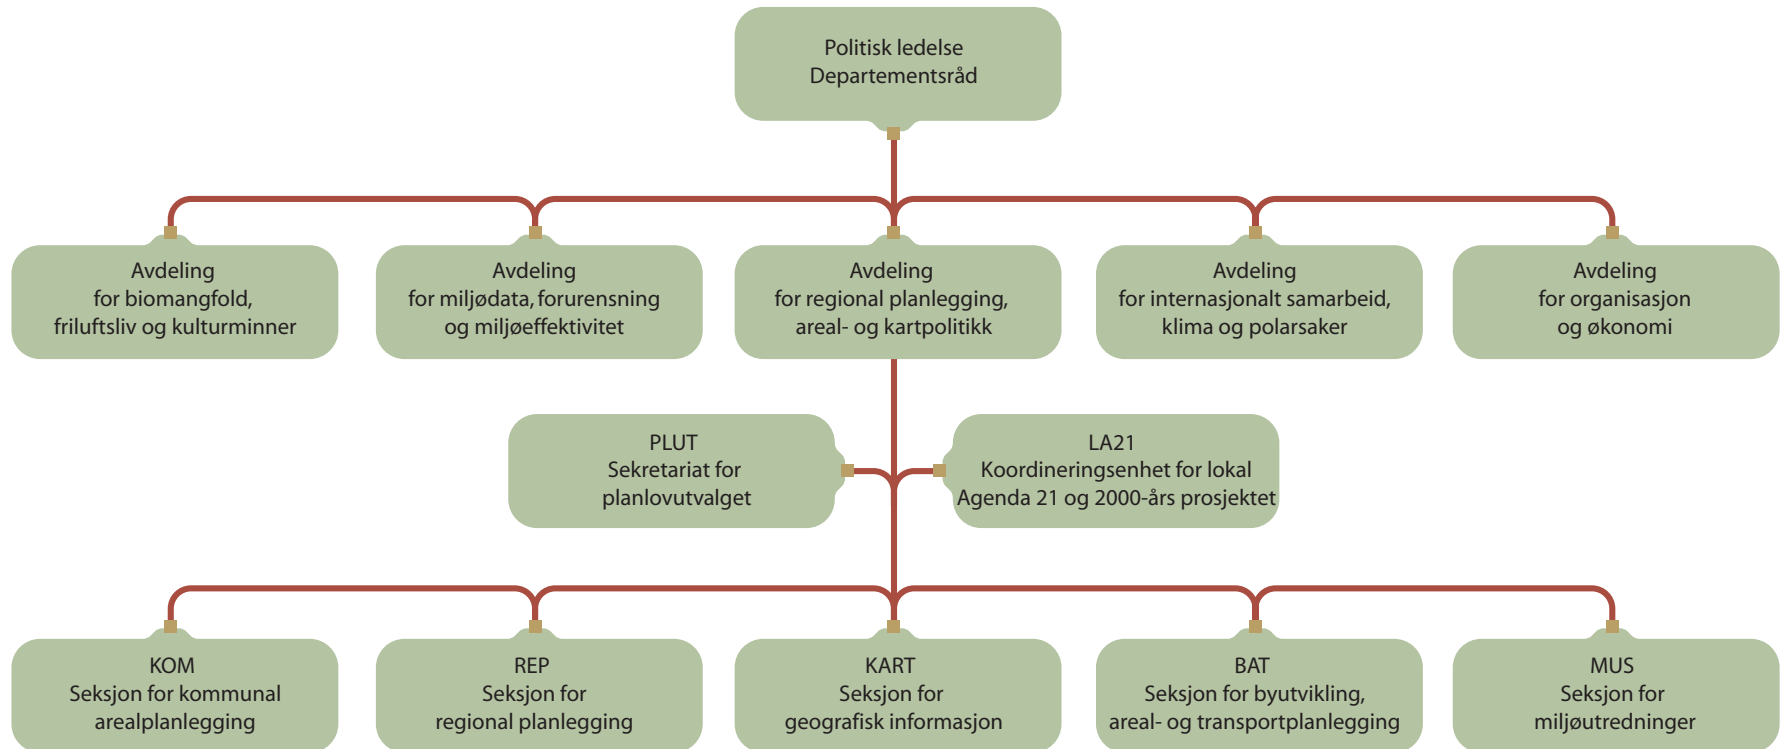 Politisk ledelse
Departementsråd
Avdeling
for biomangfold,
friluftsliv og kulturminner
Avdeling
for miljødata, forurensning
og miljøeffektivitet
Avdeling
for regional planlegging,
areal- og kartpolitikk
Avdeling
for internasjonalt samarbeid,
klima og polarsaker
Avdeling
for organisasjon
og økonomi
PLUT
Sekretariat for
planlovutvalget
LA21
Koordineringsenhet for lokal
Agenda 21 og 2000-års prosjektet
KOM
Seksjon for kommunal
arealplanlegging
REP
Seksjon for
regional planlegging
KART
Seksjon for
geografisk informasjon
BAT
Seksjon for byutvikling,
areal- og transportplanlegging
MUS
Seksjon for
miljøutredninger